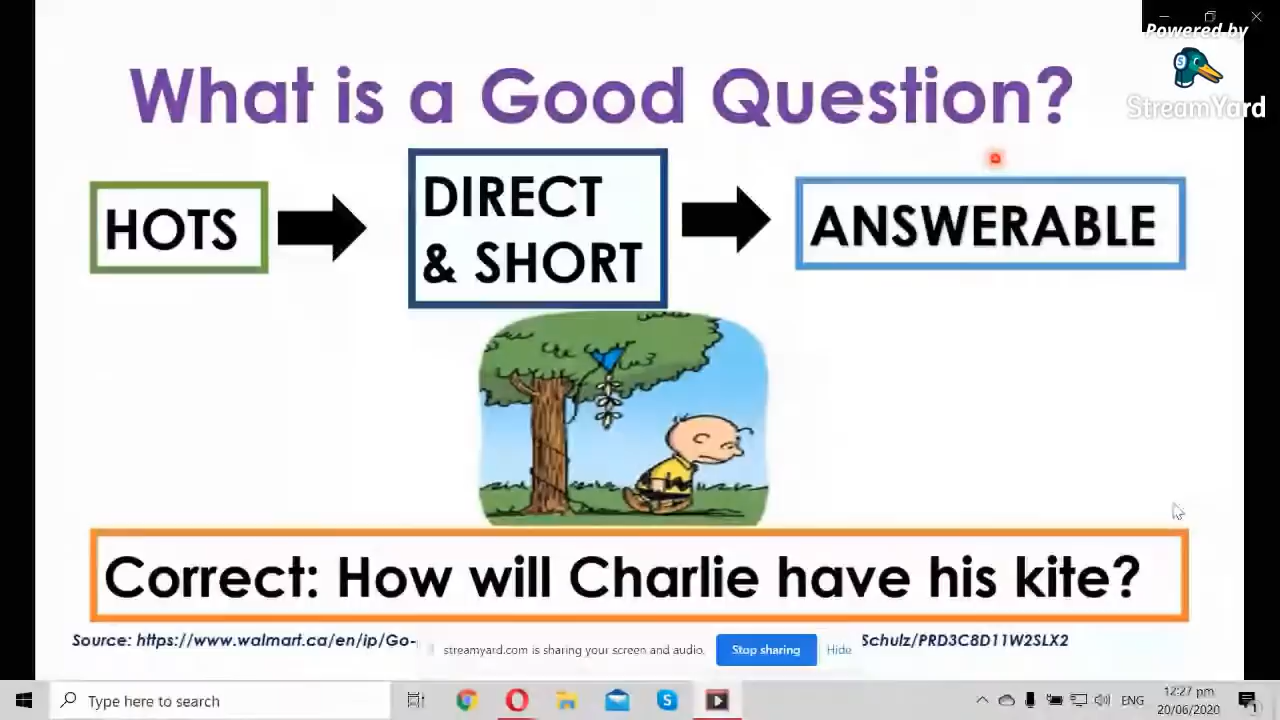 Powered by
StreamYard
What is a Good Question?
HOTS
DIRECT
& SHORT
ANSWERABLE
Correct: How will Charlie have his kite?
Source: https://www.walmart.ca/en/ip/Go-
Schulz/PRD3C8D11W2SLX2
streamyard.com is sharing your screen and audio.
Stop sharing
Hide
Type here to search
ENG
12:27 pm
20/06/2020
1